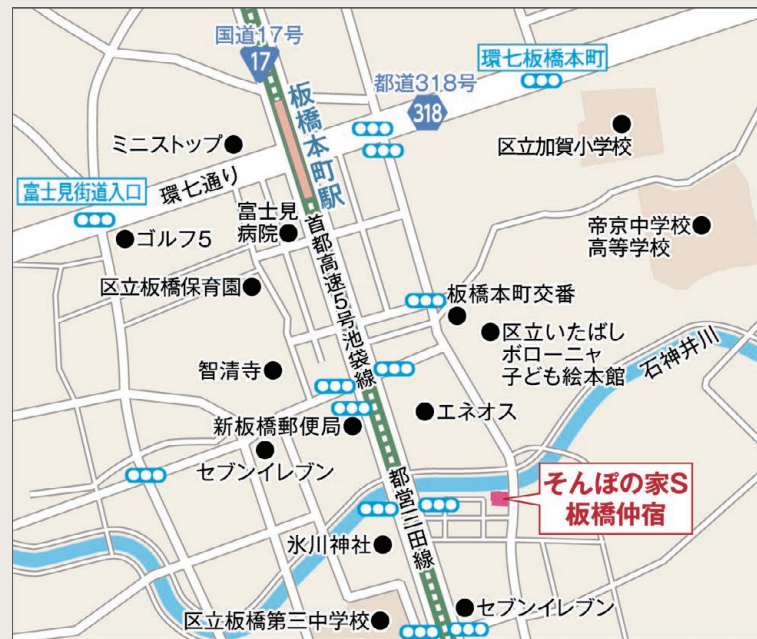 国道17号
17
環七板橋本町
都道318号
318
板橋本町駅
ミニストップ
区立加賀小学校
環七通り
富士見街道入口
富士見
病院
ゴルフ5
帝京中学校
高等学校
首都高速5号池袋線
区立板橋保育園
板橋本町交番
区立いたばし
ボローニャ
子ども絵本館
石神井川
智清寺
エネオス
新板橋郵便局
セブンイレブン
そんぽの家S
板橋仲宿
都営三田線
氷川神社
セブンイレブン
区立板橋第三中学校